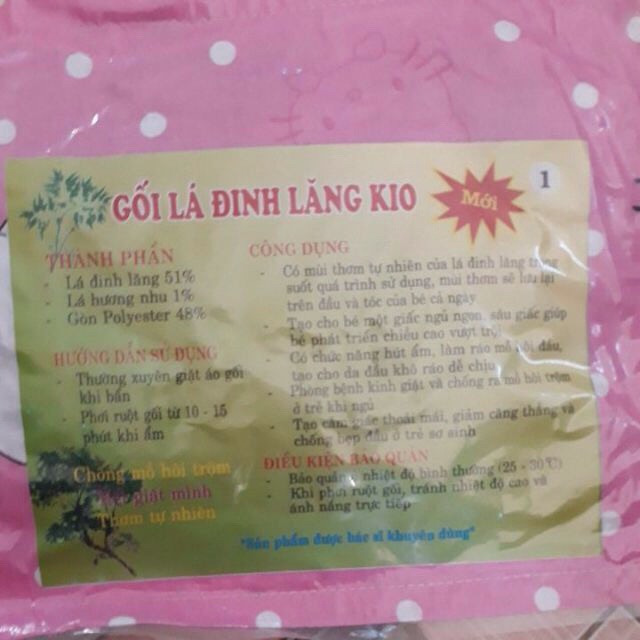 GỐI LÁ ĐINH LĂNG KIO
Mới
1
THÀNH PHẦN
- Lá đinh lăng 51%
- Lá hương nhu 1%
- Gòn Polyester 48%
HƯỚNG DẪN SỬ DỤNG
- Thường xuyên giặt áo gối
khi bẩn
- Phơi ruột gối từ 10 - 15
phút khi ẩm
Chống mồ hôi trộm
giật mình
Thơm tự nhiên
CÔNG DỤNG
- Có mùi thơm tự nhiên của lá đinh lăng trong
suốt quá trình sử dụng, mùi thơm sẽ lưu lại
trên đầu và tóc của bé cả ngày
- Tạo cho bé một giấc ngủ ngon, sâu giấc giúp
bé phát triển chiều cao vượt trội
- Có chức năng hút ẩm, làm ráo mồ hôi đầu,
tạo cho da đầu khô ráo dễ chịu
- Phòng bệnh kinh giật và chống ra mồ hôi trộm
ở trẻ khi ngủ
- Tạo cảm giác thoải mái, giảm căng thẳng và
chống bẹp đầu ở trẻ sơ sinh
ĐIỀU KIỆN BẢO QUẢN
- Bảo quản ở nhiệt độ bình thường (25 - 30°C)
- Khi phơi ruột gối, tránh nhiệt độ cao và
ánh nắng trực tiếp
"Sản phẩm được bác sĩ khuyên dùng"